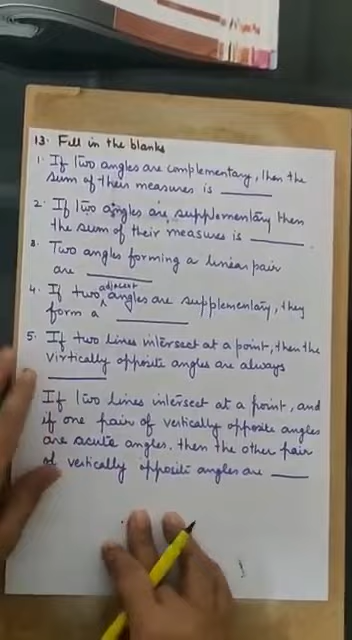 13. Fill in the blanks
1. If two angles are complementary, then the
sum of their measures is ______
2. If two angles are supplementary then
the sum of their measures is ______.
3. Two angles forming a linear pair
are ______
4. If two adjacent angles are supplementary, they
form a ______
5. If two lines intersect at a point, then the
virtically opposite angles are always
______
If two lines intersect at a point, and
if one pair of vertically opposite angles
are acute angles. then the other pair
of vertically opposite angles are ______